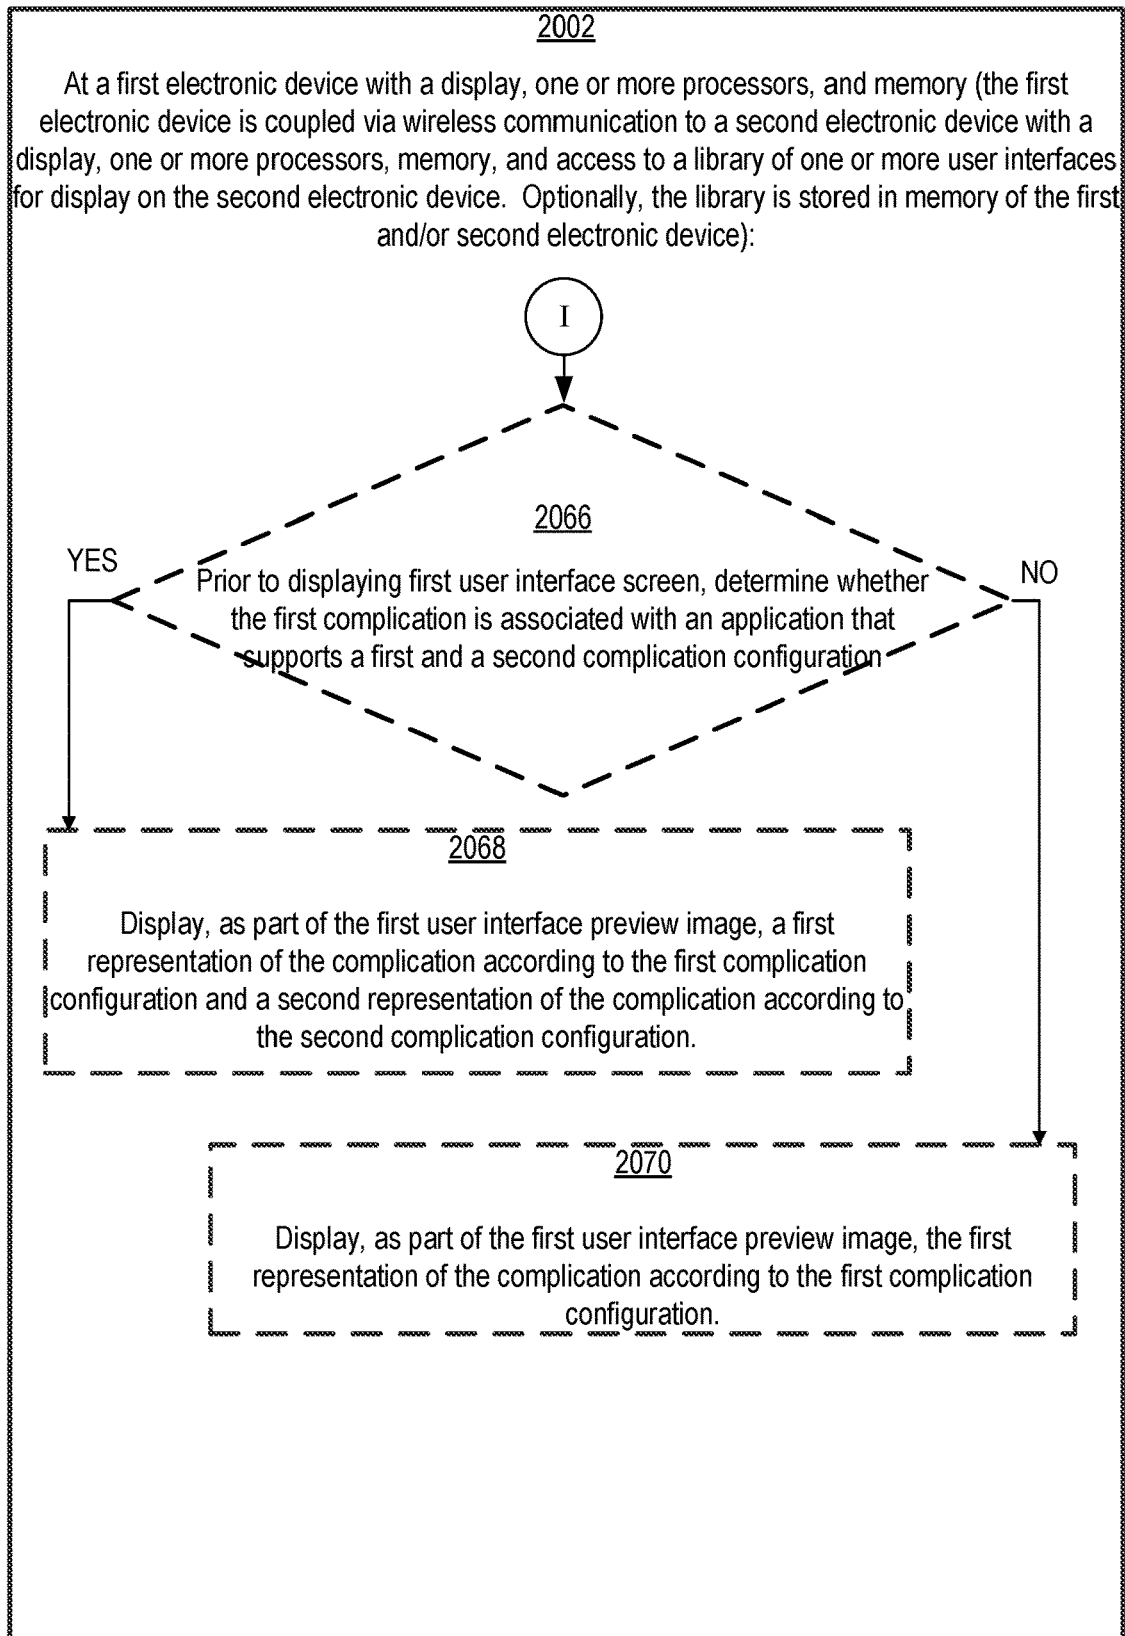 2002
At a first electronic device with a display, one or more processors, and memory (the first
electronic device is coupled via wireless communication to a second electronic device with a
display, one or more processors, memory, and access to a library of one or more user interfaces
for display on the second electronic device. Optionally, the library is stored in memory of the first
and/or second electronic device):
I
2066
YES
NO
Prior to displaying first user interface screen, determine whether
the first complication is associated with an application that
supports a first and a second complication configuration
2068
Display, as part of the first user interface preview image, a first
representation of the complication according to the first complication
configuration and a second representation of the complication according to
the second complication configuration.
2070
Display, as part of the first user interface preview image, the first
representation of the complication according to the first complication
configuration.